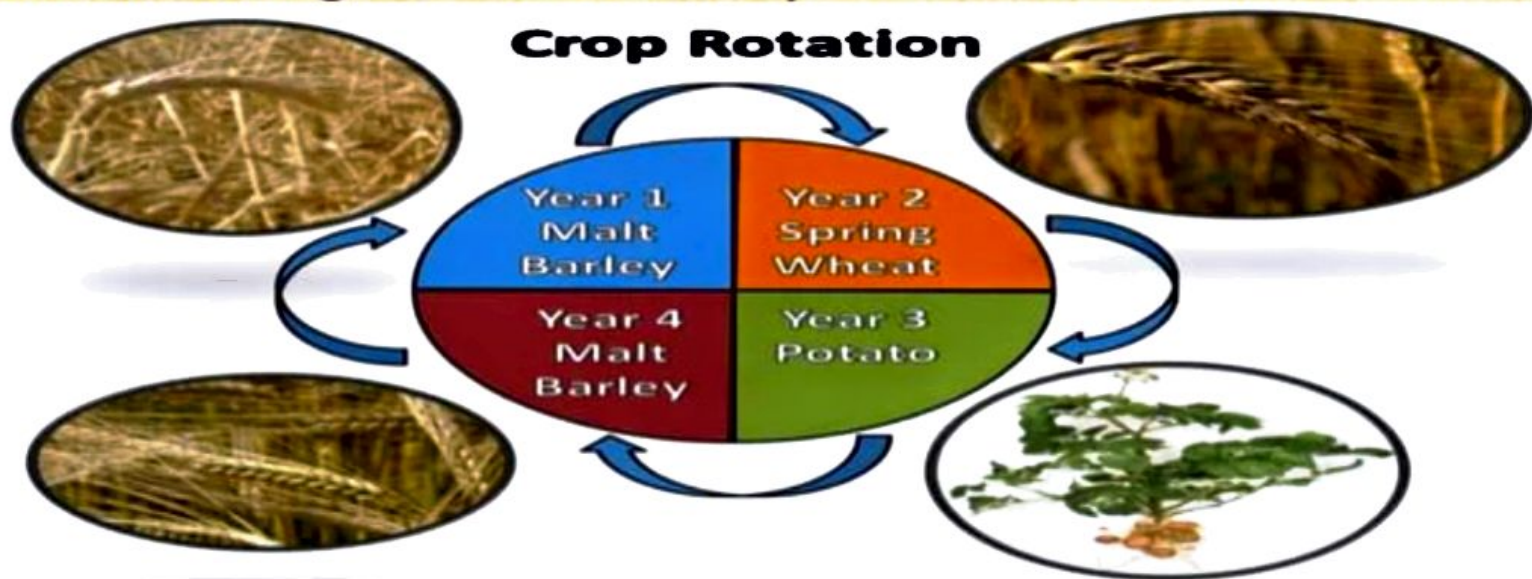 Crop Rotation
Year 1
Malt
Barley
Year 2
Spring
Wheat
Year 4
Malt
Barley
Year 3
Potato